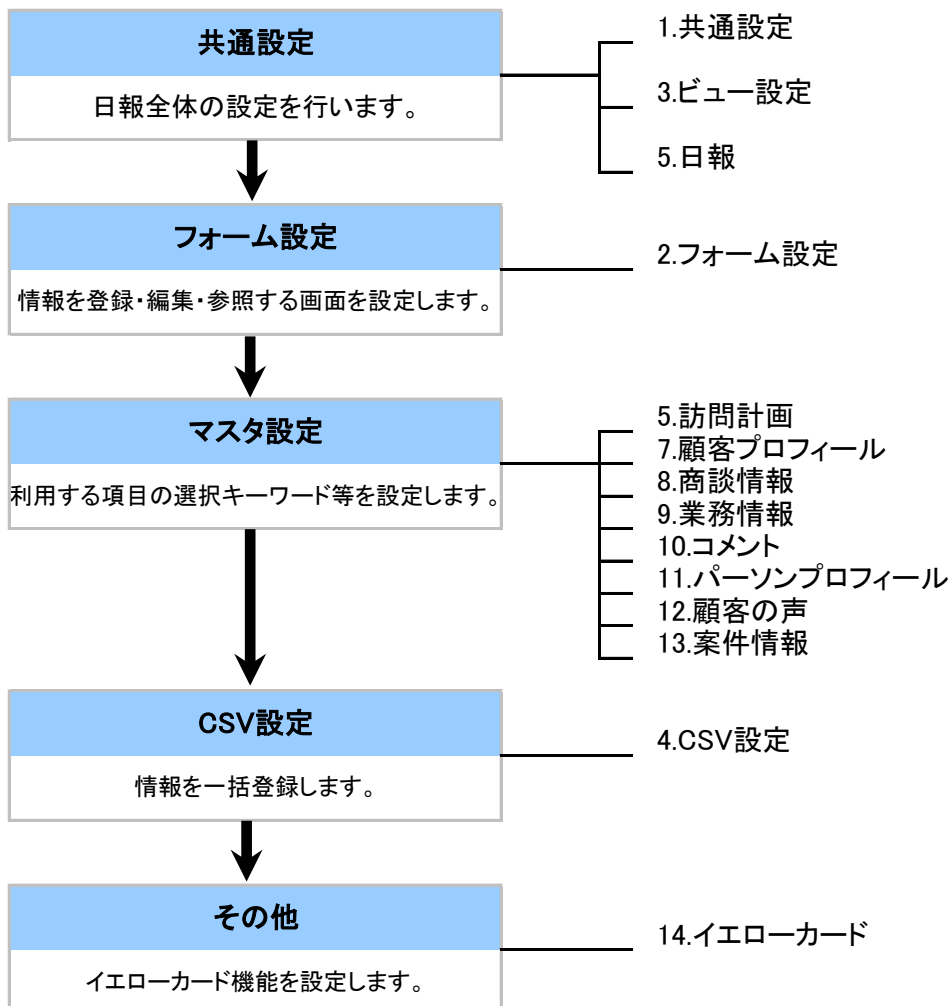 共通設定
日報全体の設定を行います。
1.共通設定
3.ビュー設定
5.日報
フォーム設定
情報を登録・編集・参照する画面を設定します。
2.フォーム設定
マスタ設定
利用する項目の選択キーワード等を設定します。
5.訪問計画
7.顧客プロフィール
8.商談情報
9.業務情報
10.コメント
11.パーソンプロフィール
12.顧客の声
13.案件情報
CSV設定
情報を一括登録します。
4.CSV設定
その他
イエローカード機能を設定します。
14.イエローカード